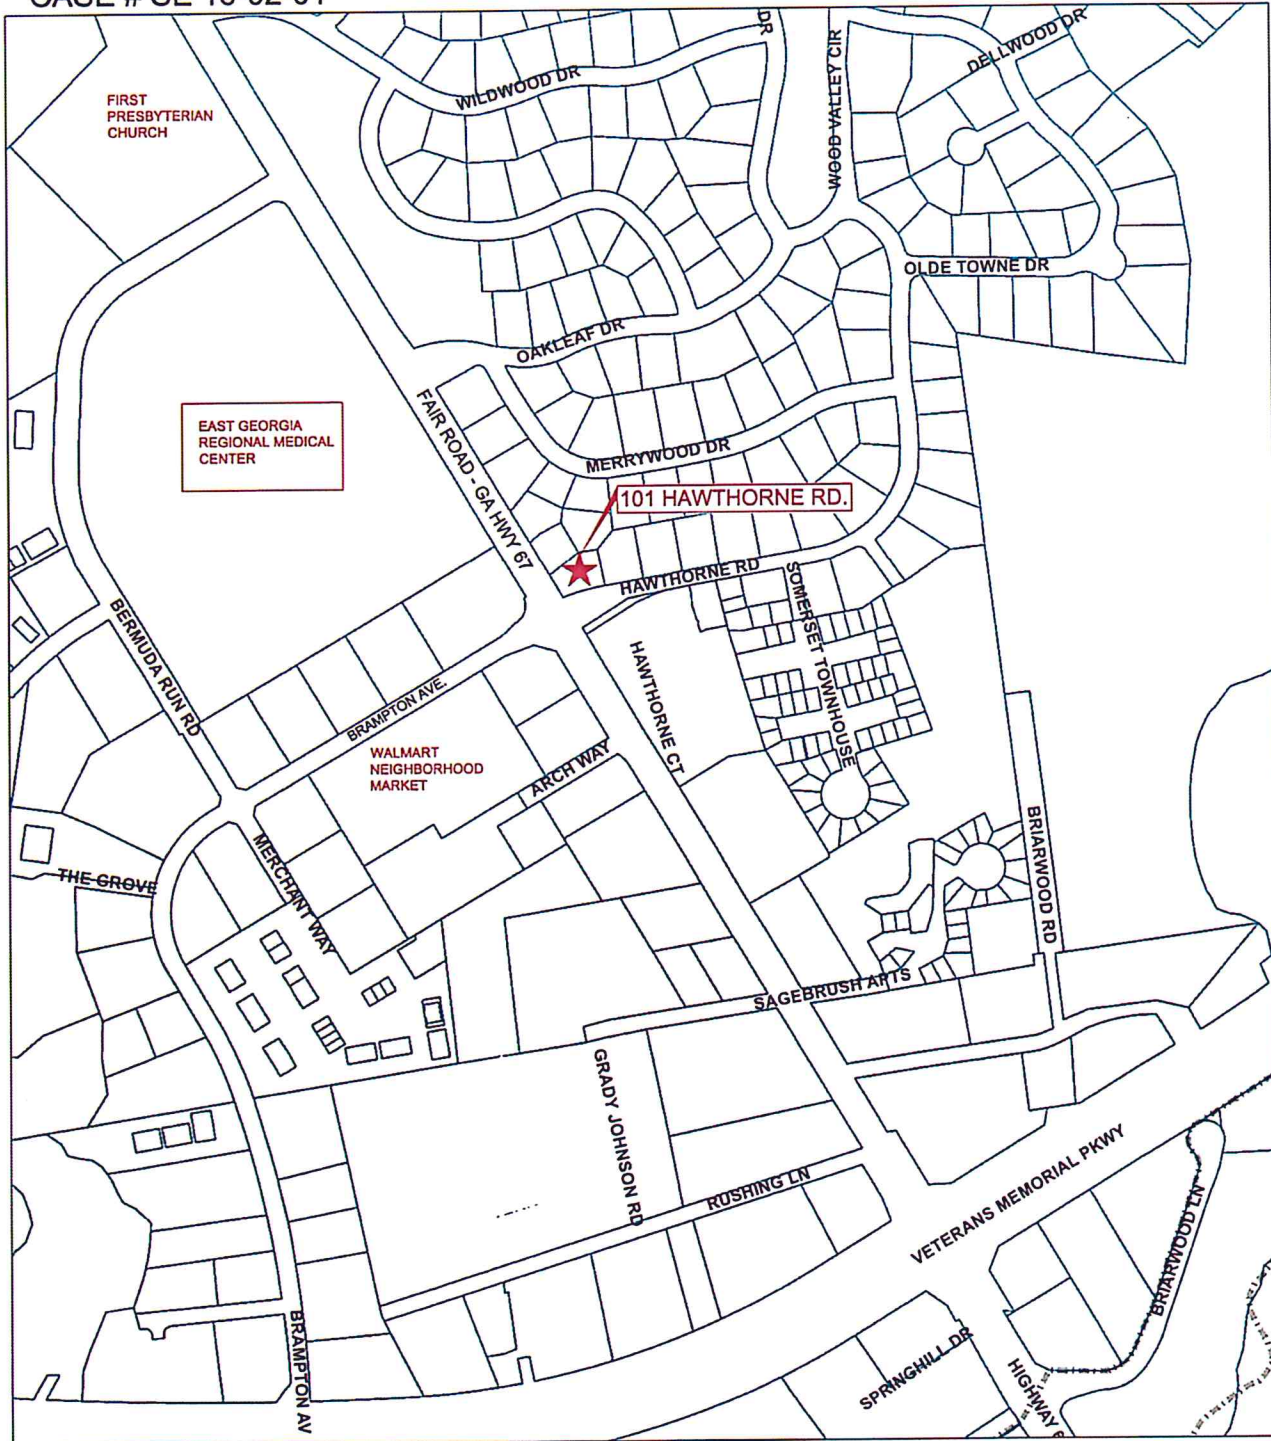 WILDWOOD DR
DR
WOOD VALLEY CIR
DELLWOOD DR
FIRST
PRESBYTERIAN
CHURCH
OLDE TOWNE DR
OAKLEAF DR
FAIR ROAD - GA HWY 67
EAST GEORGIA
REGIONAL MEDICAL
CENTER
MERRYWOOD DR
101 HAWTHORNE RD.
HAWTHORNE RD
SOMERSET TOWNHOUSE
BERMUDA RUN RD
HAWTHORNE CT
BRAMPTON AVE.
WALMART
NEIGHBORHOOD
MARKET
ARCH WAY
BRIARWOOD RD
MERCHANT WAY
THE GROVE
SAGEBRUSH APTS
GRADY JOHNSON RD
RUSHING LN
VETERANS MEMORIAL PKWY
BRIARWOOD LN
BRAMPTON AV
SPRINGHILL DR
HIGHWAY